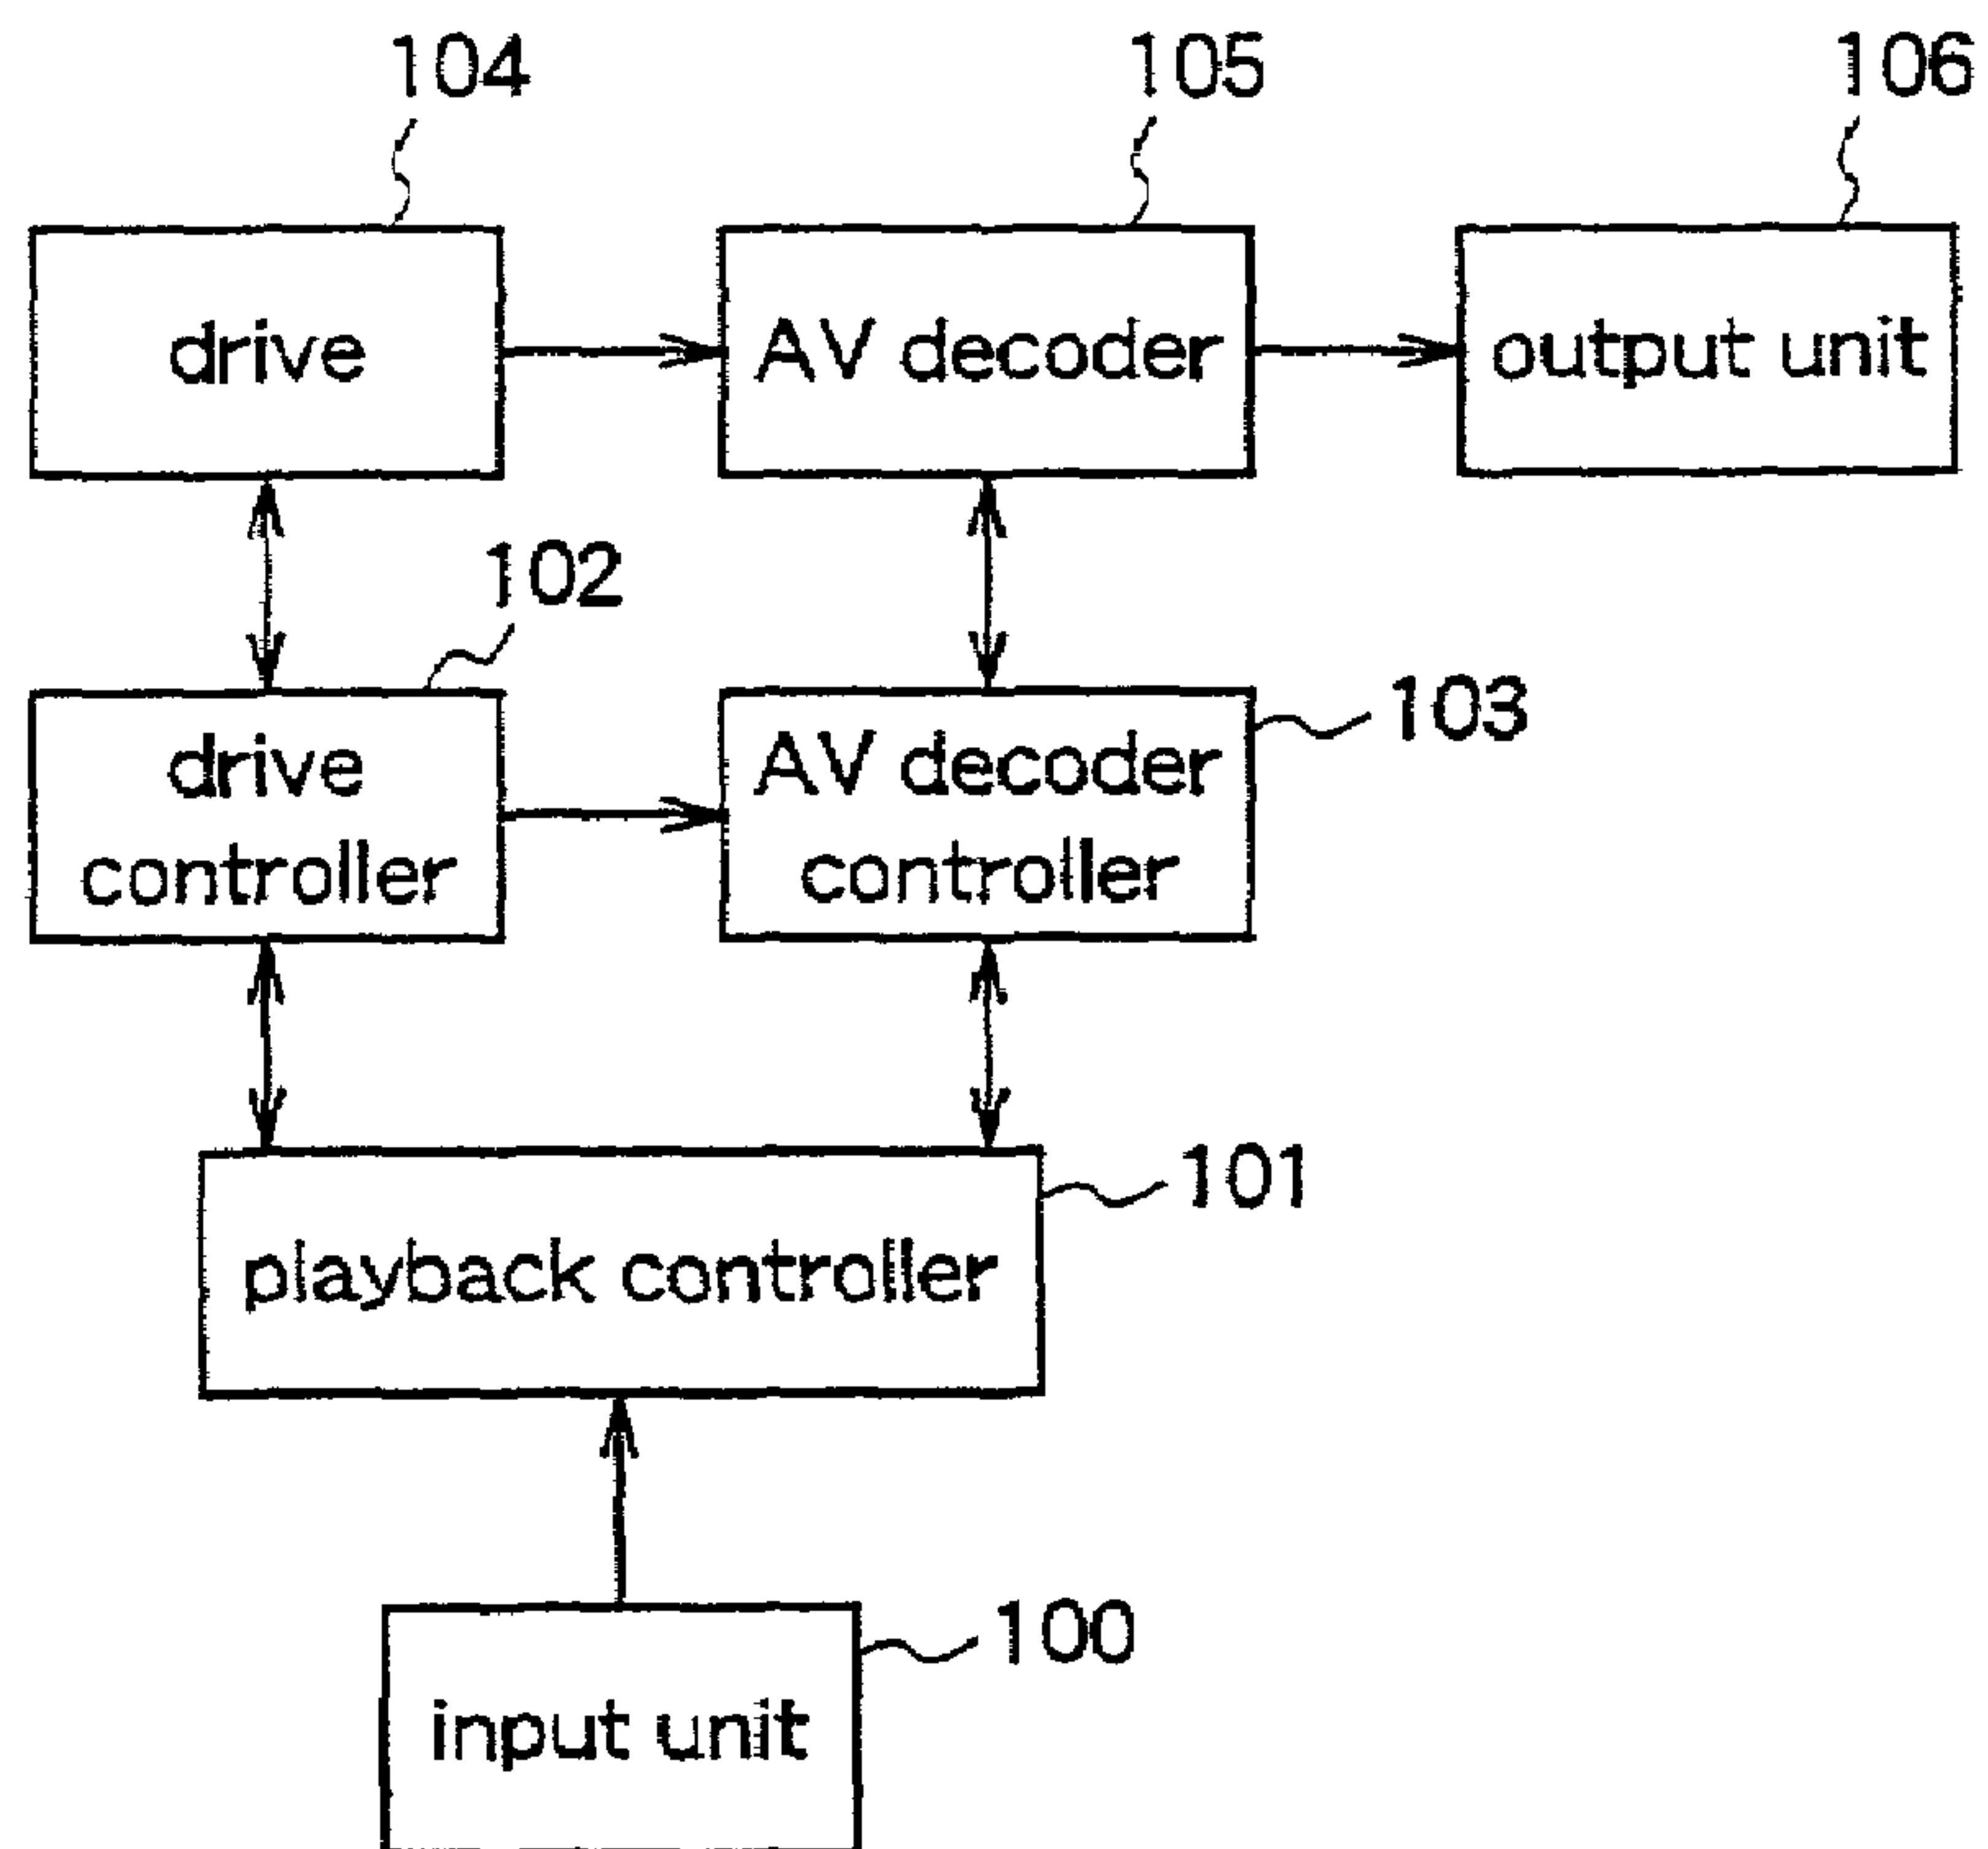 104
105
106
drive
AV decoder
output unit
102
103
drive
controller
AV decoder
controller
101
playback controller
100
input unit